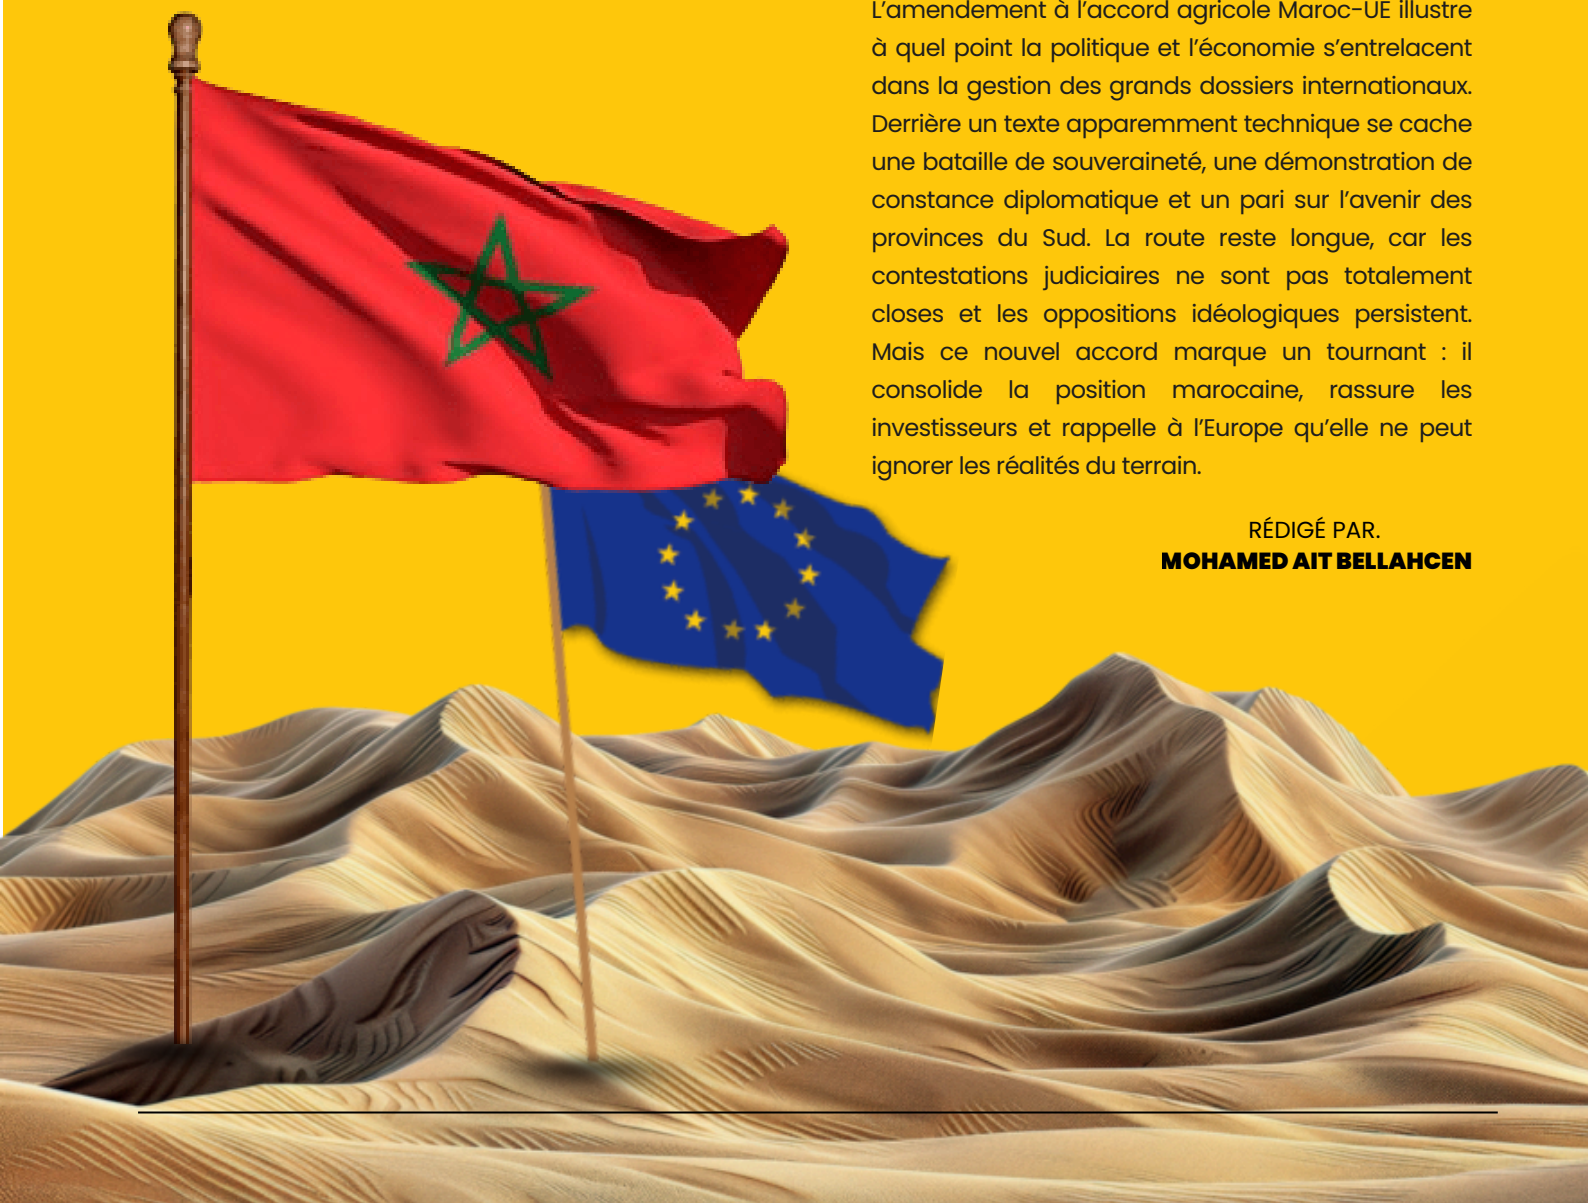 L’amendement à l’accord agricole Maroc-UE illustre
à quel point la politique et l’économie s’entrelacent
dans la gestion des grands dossiers internationaux.
Derrière un texte apparemment technique se cache
une bataille de souveraineté, une démonstration de
constance diplomatique et un pari sur l’avenir des
provinces du Sud. La route reste longue, car les
contestations judiciaires ne sont pas totalement
closes et les oppositions idéologiques persistent.
Mais ce nouvel accord marque un tournant : il
consolide la position marocaine, rassure les
investisseurs et rappelle à l’Europe qu’elle ne peut
ignorer les réalités du terrain.
RÉDIGÉ PAR.
MOHAMED AIT BELLAHCEN